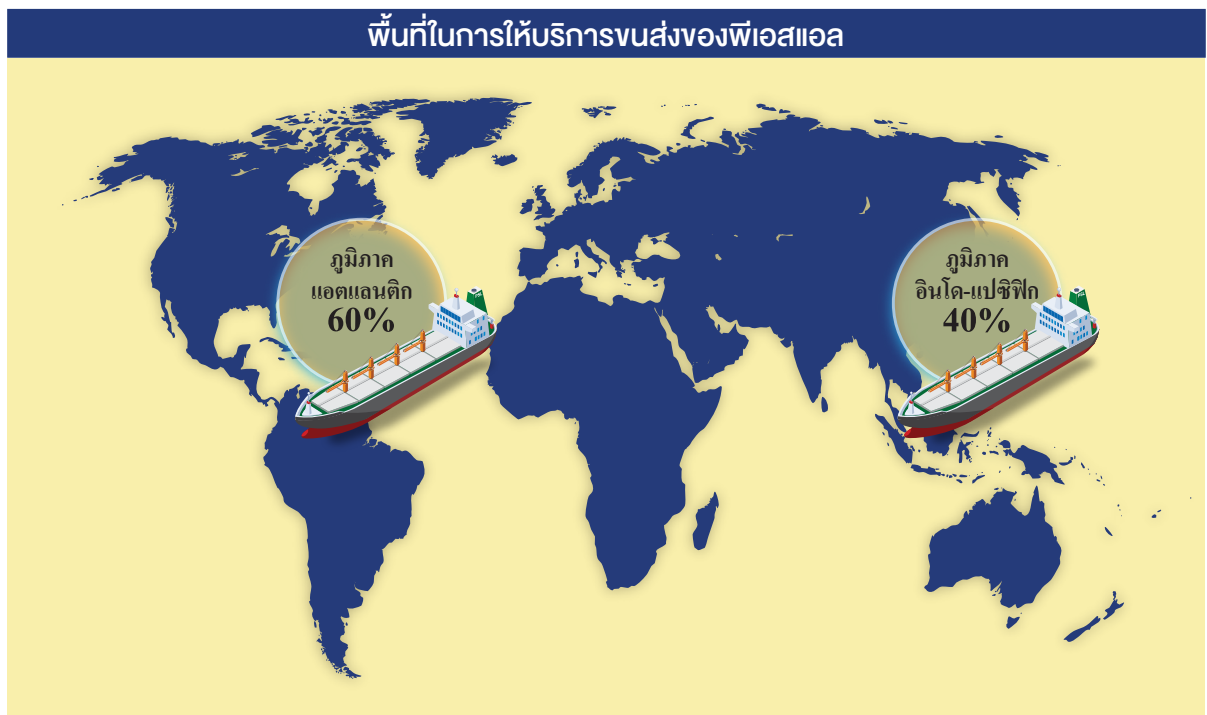 พื้นที่ในการให้บริการขนส่งของพีเอสแอล
ภูมิภาค
แอตแลนติก
60%
ภูมิภาค
อินโด-แปซิฟิก
40%